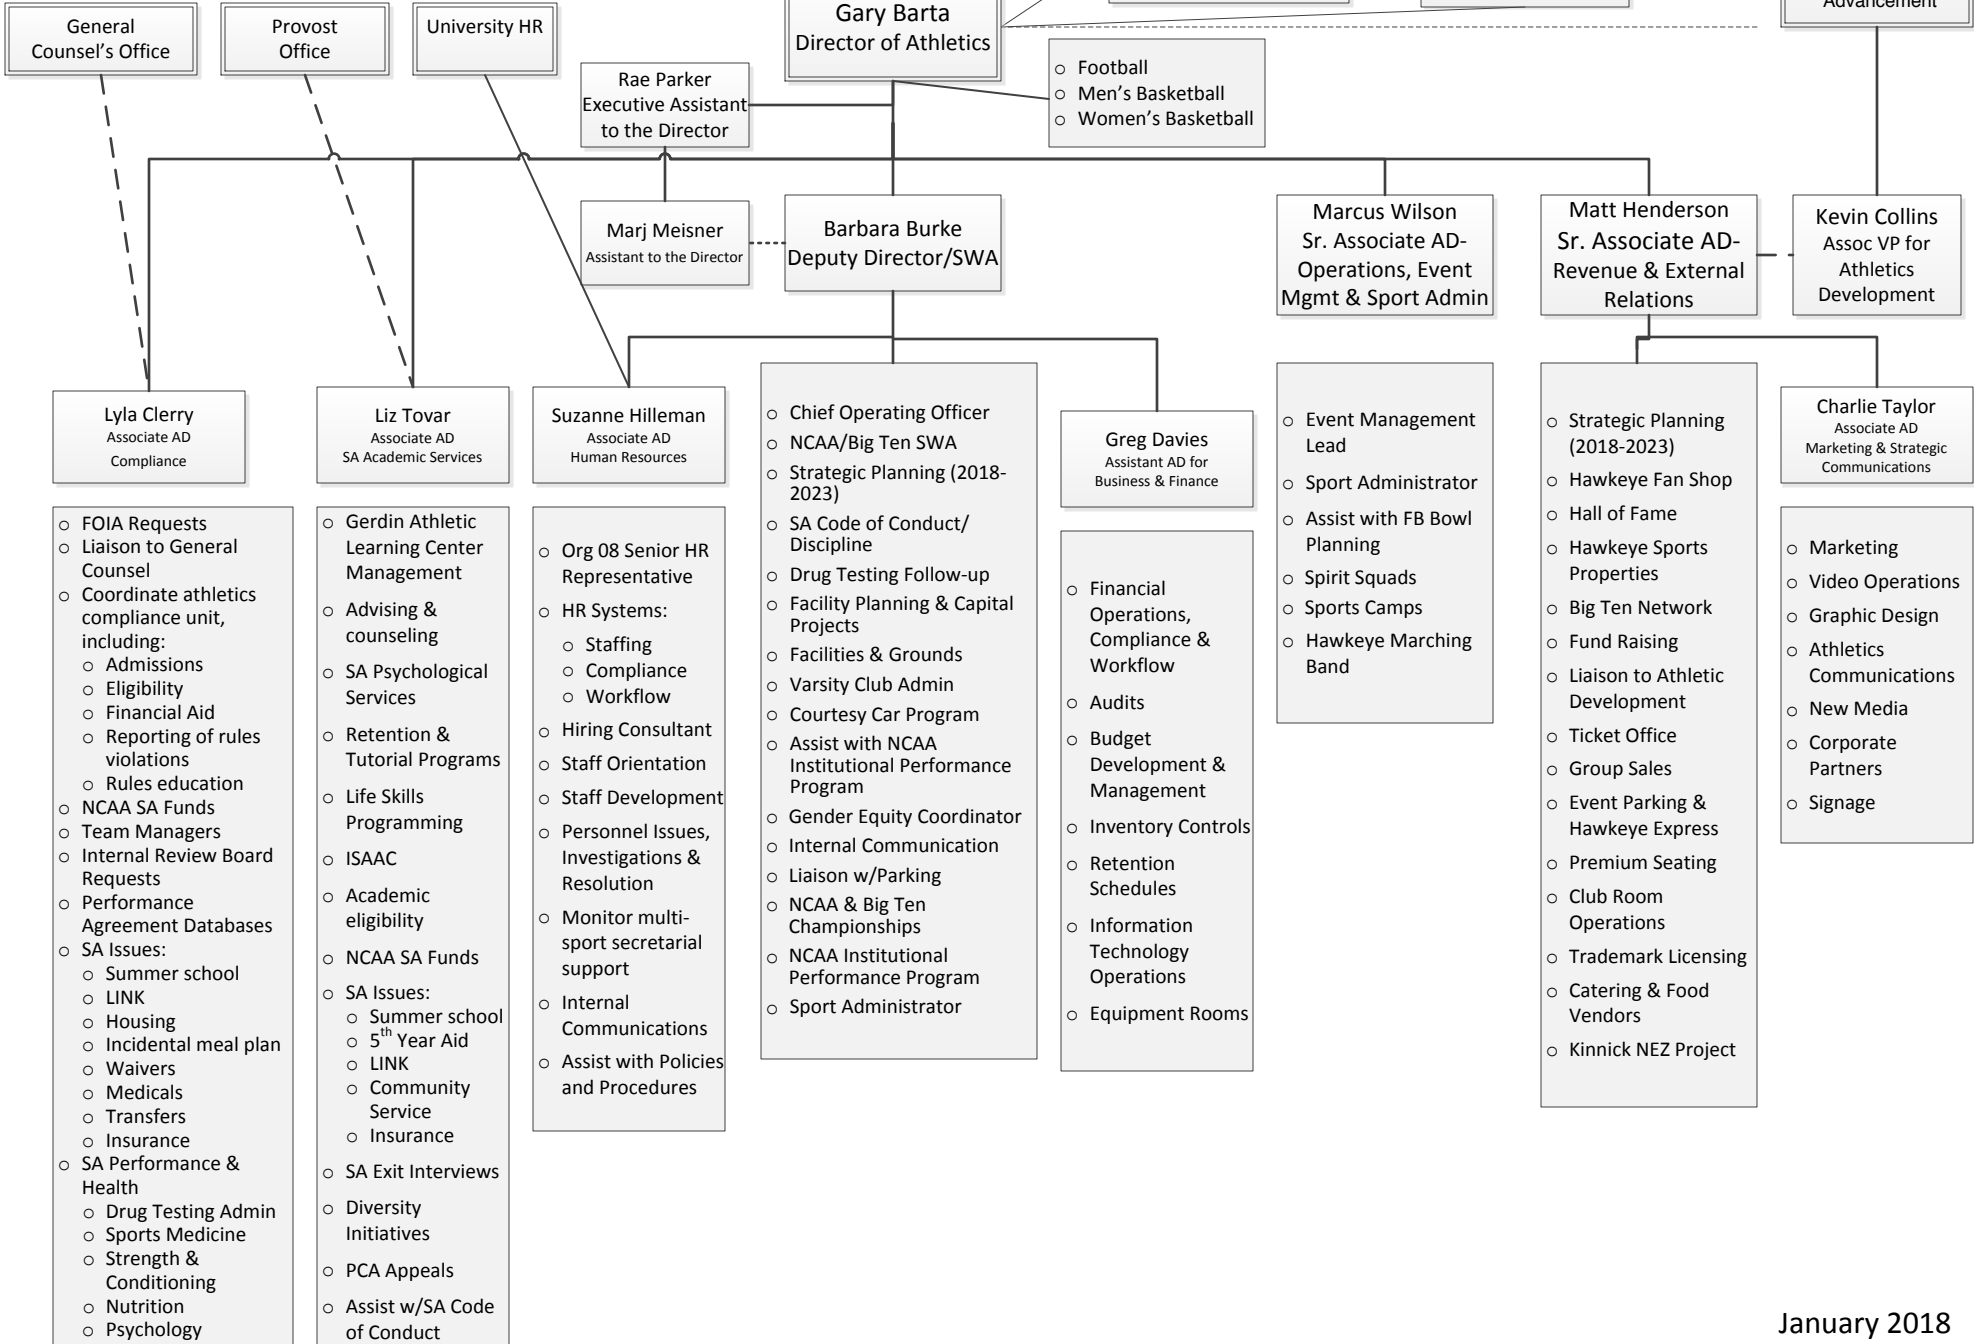 General
Counsel's Office
Provost
Office
University HR
Gary Barta
Director of Athletics
Advancement
Rae Parker
Executive Assistant
to the Director
○ Football
○ Men's Basketball
○ Women's Basketball
Marj Meisner
Assistant to the Director
Barbara Burke
Deputy Director/SWA
Marcus Wilson
Sr. Associate AD-
Operations, Event
Mgmt & Sport Admin
Matt Henderson
Sr. Associate AD-
Revenue & External
Relations
Kevin Collins
Assoc VP for
Athletics
Development
Lyla Clerry
Associate AD
Compliance
Liz Tovar
Associate AD
SA Academic Services
Suzanne Hilleman
Associate AD
Human Resources
Greg Davies
Assistant AD for
Business & Finance
Charlie Taylor
Associate AD
Marketing & Strategic
Communications
○ FOIA Requests
○ Liaison to General
Counsel
○ Coordinate athletics
compliance unit,
including:
○ Admissions
○ Eligibility
○ Financial Aid
○ Reporting of rules
violations
○ Rules education
○ NCAA SA Funds
○ Team Managers
○ Internal Review Board
Requests
○ Performance
Agreement Databases
○ SA Issues:
○ Summer school
○ LINK
○ Housing
○ Incidental meal plan
○ Waivers
○ Medicals
○ Transfers
○ Insurance
○ SA Performance &
Health
○ Drug Testing Admin
○ Sports Medicine
○ Strength &
Conditioning
○ Nutrition
○ Psychology
○ Gerdin Athletic
Learning Center
Management
○ Advising &
counseling
○ SA Psychological
Services
○ Retention &
Tutorial Programs
○ Life Skills
Programming
○ ISAAC
○ Academic
eligibility
○ NCAA SA Funds
○ SA Issues:
○ Summer school
○ 5th Year Aid
○ LINK
○ Community
Service
○ Insurance
○ SA Exit Interviews
○ Diversity
Initiatives
○ PCA Appeals
○ Assist w/SA Code
of Conduct
○ Org 08 Senior HR
Representative
○ HR Systems:
○ Staffing
○ Compliance
○ Workflow
○ Hiring Consultant
○ Staff Orientation
○ Staff Development
○ Personnel Issues,
Investigations &
Resolution
○ Monitor multi-
sport secretarial
support
○ Internal
Communications
○ Assist with Policies
and Procedures
○ Chief Operating Officer
○ NCAA/Big Ten SWA
○ Strategic Planning (2018-
2023)
○ SA Code of Conduct/
Discipline
○ Drug Testing Follow-up
○ Facility Planning & Capital
Projects
○ Facilities & Grounds
○ Varsity Club Admin
○ Courtesy Car Program
○ Assist with NCAA
Institutional Performance
Program
○ Gender Equity Coordinator
○ Internal Communication
○ Liaison w/Parking
○ NCAA & Big Ten
Championships
○ NCAA Institutional
Performance Program
○ Sport Administrator
○ Financial
Operations,
Compliance &
Workflow
○ Audits
○ Budget
Development &
Management
○ Inventory Controls
○ Retention
Schedules
○ Information
Technology
Operations
○ Equipment Rooms
○ Event Management
Lead
○ Sport Administrator
○ Assist with FB Bowl
Planning
○ Spirit Squads
○ Sports Camps
○ Hawkeye Marching
Band
○ Strategic Planning
(2018-2023)
○ Hawkeye Fan Shop
○ Hall of Fame
○ Hawkeye Sports
Properties
○ Big Ten Network
○ Fund Raising
○ Liaison to Athletic
Development
○ Ticket Office
○ Group Sales
○ Event Parking &
Hawkeye Express
○ Premium Seating
○ Club Room
Operations
○ Trademark Licensing
○ Catering & Food
Vendors
○ Kinnick NEZ Project
○ Marketing
○ Video Operations
○ Graphic Design
○ Athletics
Communications
○ New Media
○ Corporate
Partners
○ Signage
January 2018